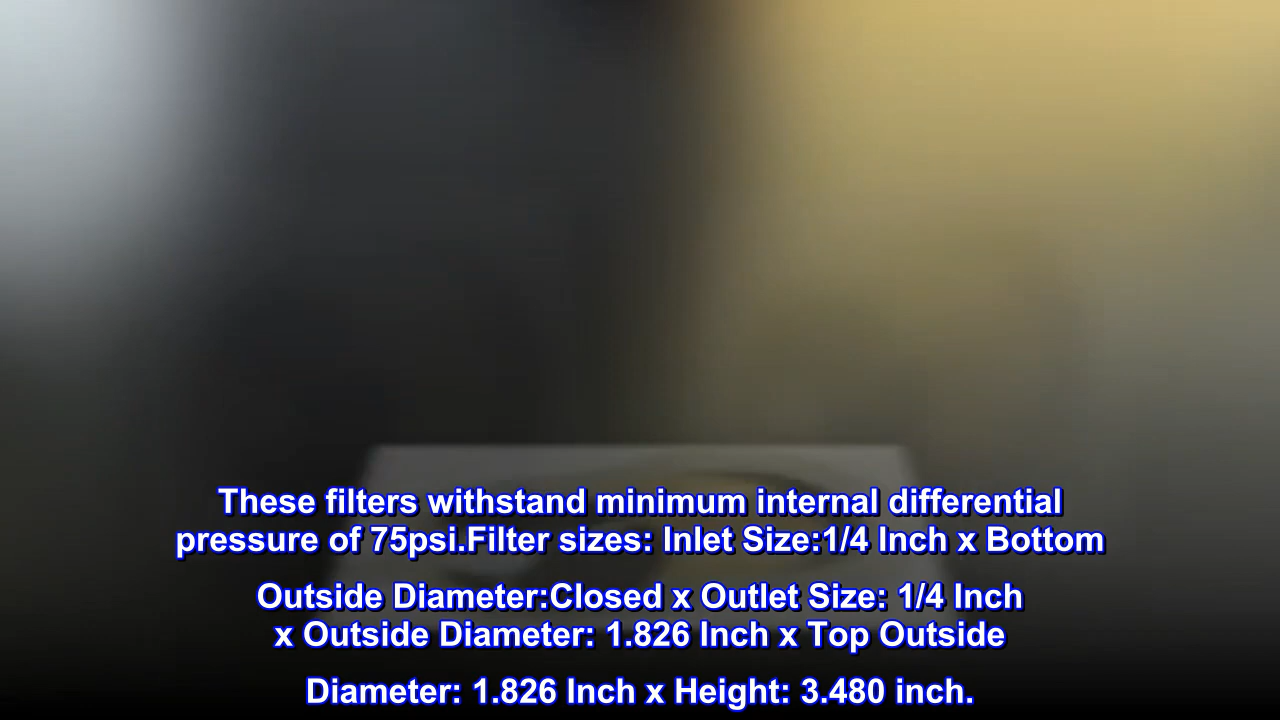 These filters withstand minimum internal differential
pressure of 75psi.Filter sizes: Inlet Size:1/4 Inch x Bottom
Outside Diameter:Closed x Outlet Size: 1/4 Inch
x Outside Diameter: 1.826 Inch x Top Outside
Diameter: 1.826 Inch x Height: 3.480 inch.